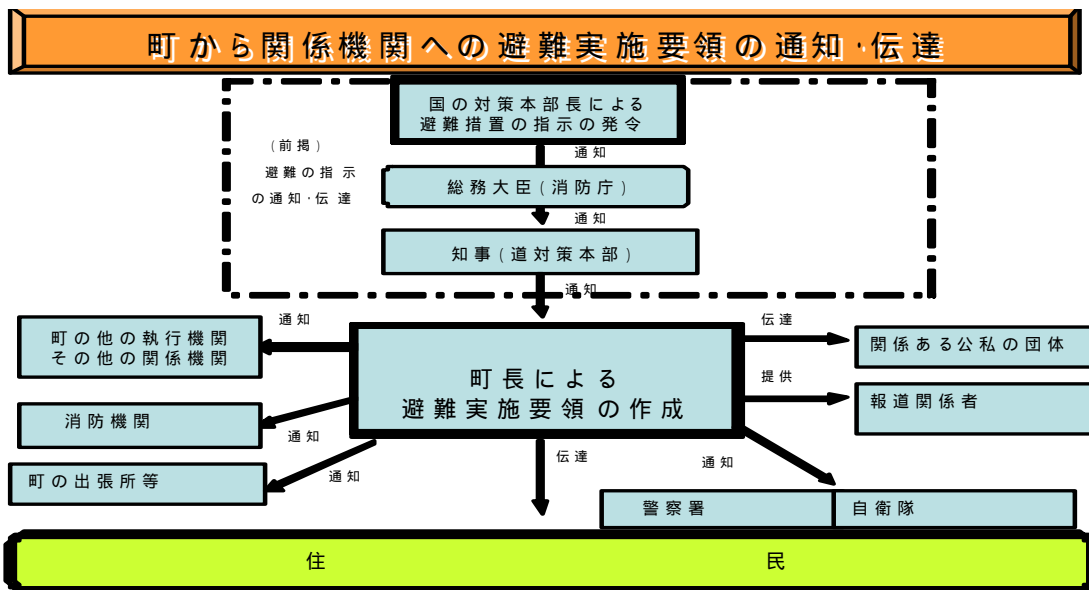 町から関係機関への避難実施要領の通知・伝達
国の対策本部長による
避難措置の指示の発令
(前掲)
避難の指示
の通知・伝達
通知
総務大臣(消防庁)
通知
知事(道対策本部)
通知
通知
伝達
町の他の執行機関
その他の関係機関
関係ある公私の団体
町長による
避難実施要領の作成
提供
報道関係者
消防機関
通知
町の出張所等
通知
伝達
通知
警察署
自衛隊
住民